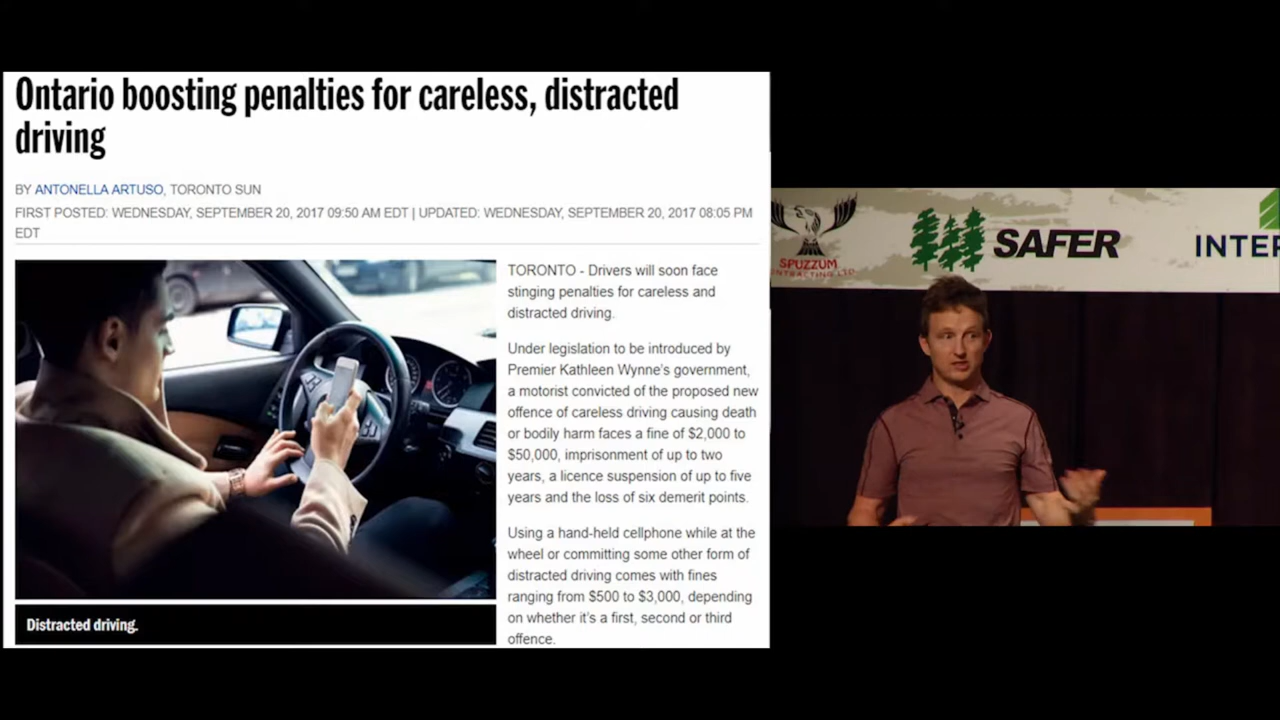 Ontario boosting penalties for careless, distracted
driving
BY ANTONELLA ARTUSO, TORONTO SUN
FIRST POSTED: WEDNESDAY, SEPTEMBER 20, 2017 09:50 AM EDT | UPDATED: WEDNESDAY, SEPTEMBER 20, 2017 08:05 PM
EDT
TORONTO - Drivers will soon face
stinging penalties for careless and
distracted driving.
Under legislation to be introduced by
Premier Kathleen Wynne's government,
a motorist convicted of the proposed new
offence of careless driving causing death
or bodily harm faces a fine of $2,000 to
$50,000, imprisonment of up to two
years, a licence suspension of up to five
years and the loss of six demerit points.
Using a hand-held cellphone while at the
wheel or committing some other form of
distracted driving comes with fines
ranging from $500 to $3,000, depending
on whether it's a first, second or third
offence.
Distracted driving.
SPUZZUM
CONTRACTING LTD.
SAFER
INTER